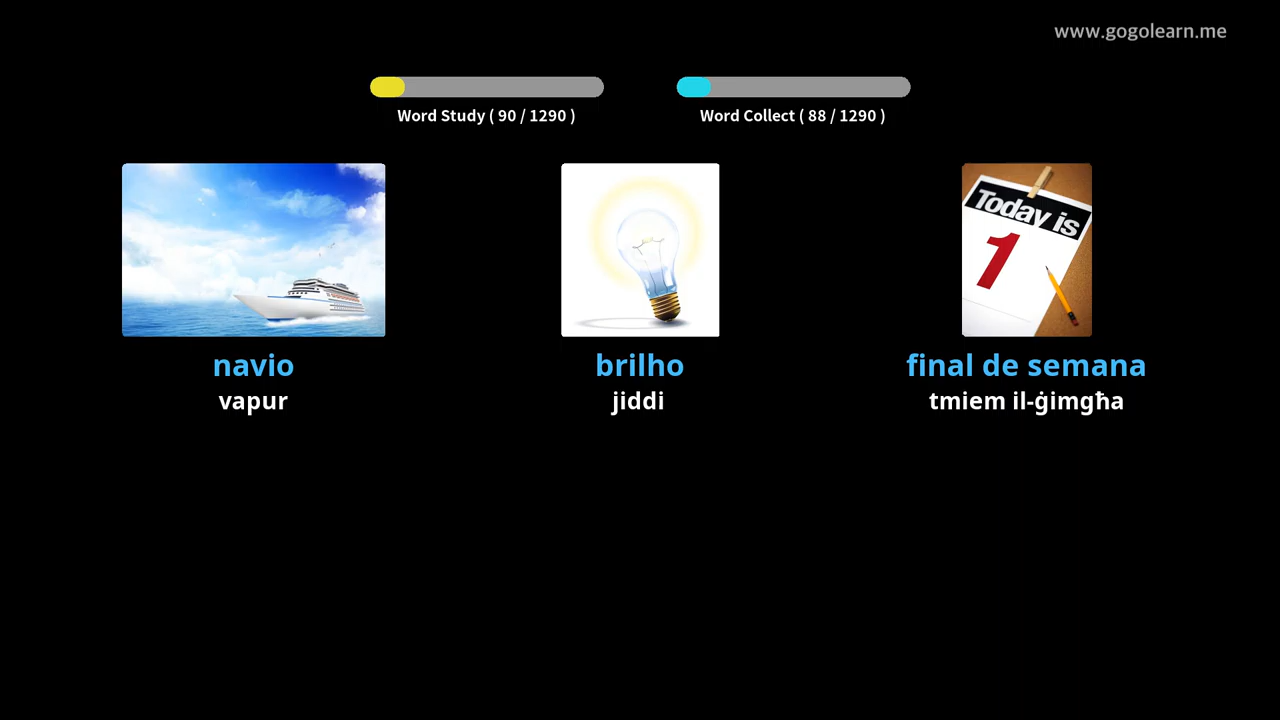 www.gogolearn.me
Word Study ( 90 / 1290 )
Word Collect ( 88 / 1290 )
Today is
1
navio
brilho
final de semana
vapur
jiddi
tmiem il-ġimgħa